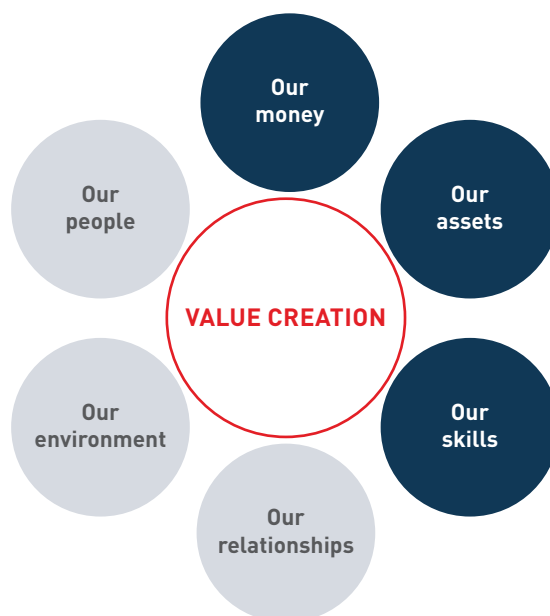 Our
money
Our
people
Our
assets
VALUE CREATION
Our
environment
Our
skills
Our
relationships